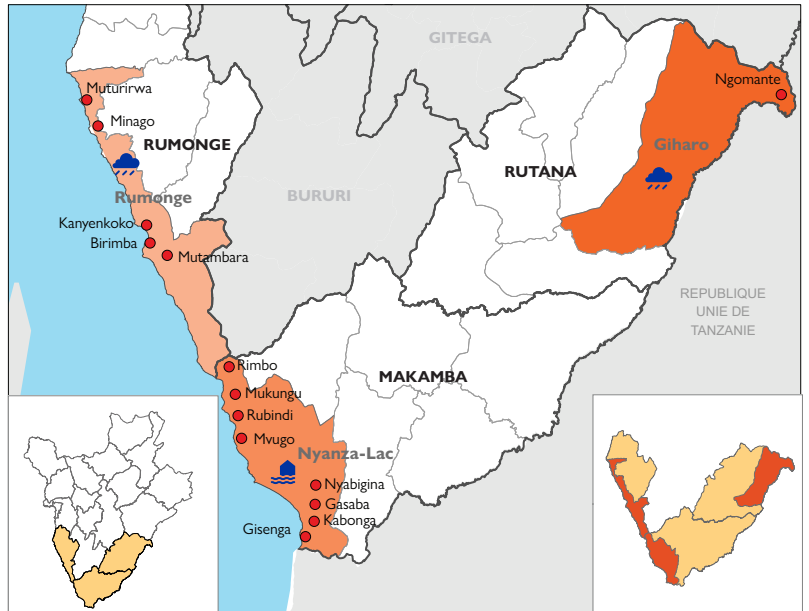 GITEGA
Ngomante
Muturirwa
Minago
RUMONGE
Giharo
RUTANA
BURURI
Rumonge
Kanyenkoko
Birimba
Mutambara
REPUBLIQUE
UNIE DE
TANZANIE
Rimbo
MAKAMBA
Mukungu
Rubindi
Mvugo
Nyanza-Lac
Nyabigina
Gasaba
Kabonga
Gisenga